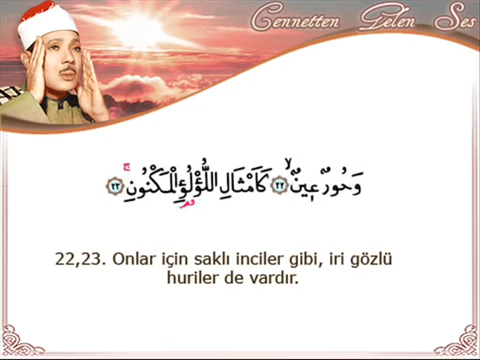 Cennetten Gelen Ses
وَحُورٌ عِينٌۙ ﴿٢٢﴾ كَاَمْثَالِ اللُّؤْلُؤِ الْمَكْنُونِۚ ﴿٢٣﴾
22,23. Onlar için saklı inciler gibi, iri gözlü
huriler de vardır.